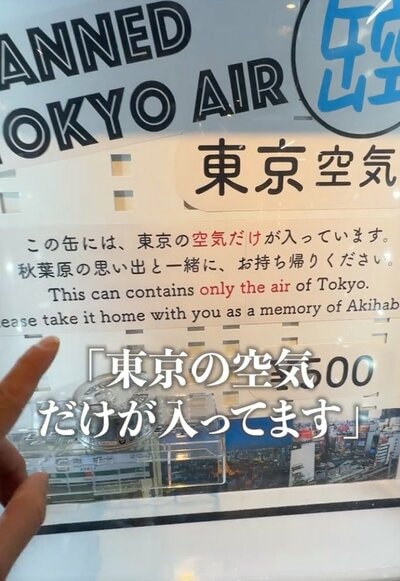 ANNED
TOKYO AIR
空
缶
東京空気
この缶には、東京の空気だけが入っています。
秋葉原の思い出と一緒に、お持ち帰りください。
This can contains only the air of Tokyo.
ease take it home with you as a memory of Akihab
500
「東京の空気
だけが入ってます」